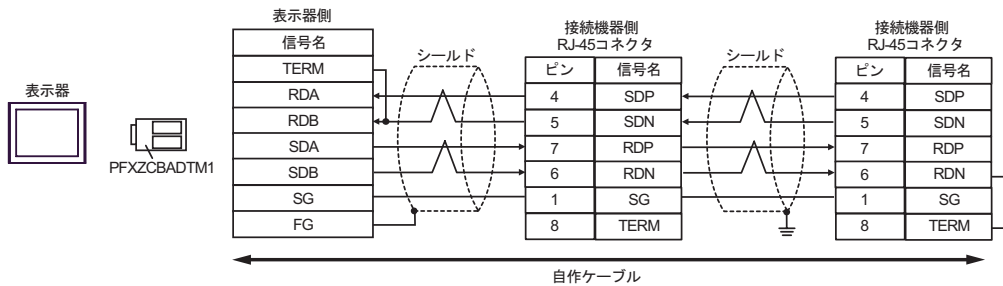 表示器
PFXZCBADTM1
表示器側
信号名
TERM
RDA
RDB
SDA
SDB
SG
FG
シールド
接続機器側
RJ-45コネクタ
ピン 信号名
4 SDP
5 SDN
7 RDP
6 RDN
1 SG
8 TERM
シールド
接続機器側
RJ-45コネクタ
ピン 信号名
4 SDP
5 SDN
7 RDP
6 RDN
1 SG
8 TERM
自作ケーブル